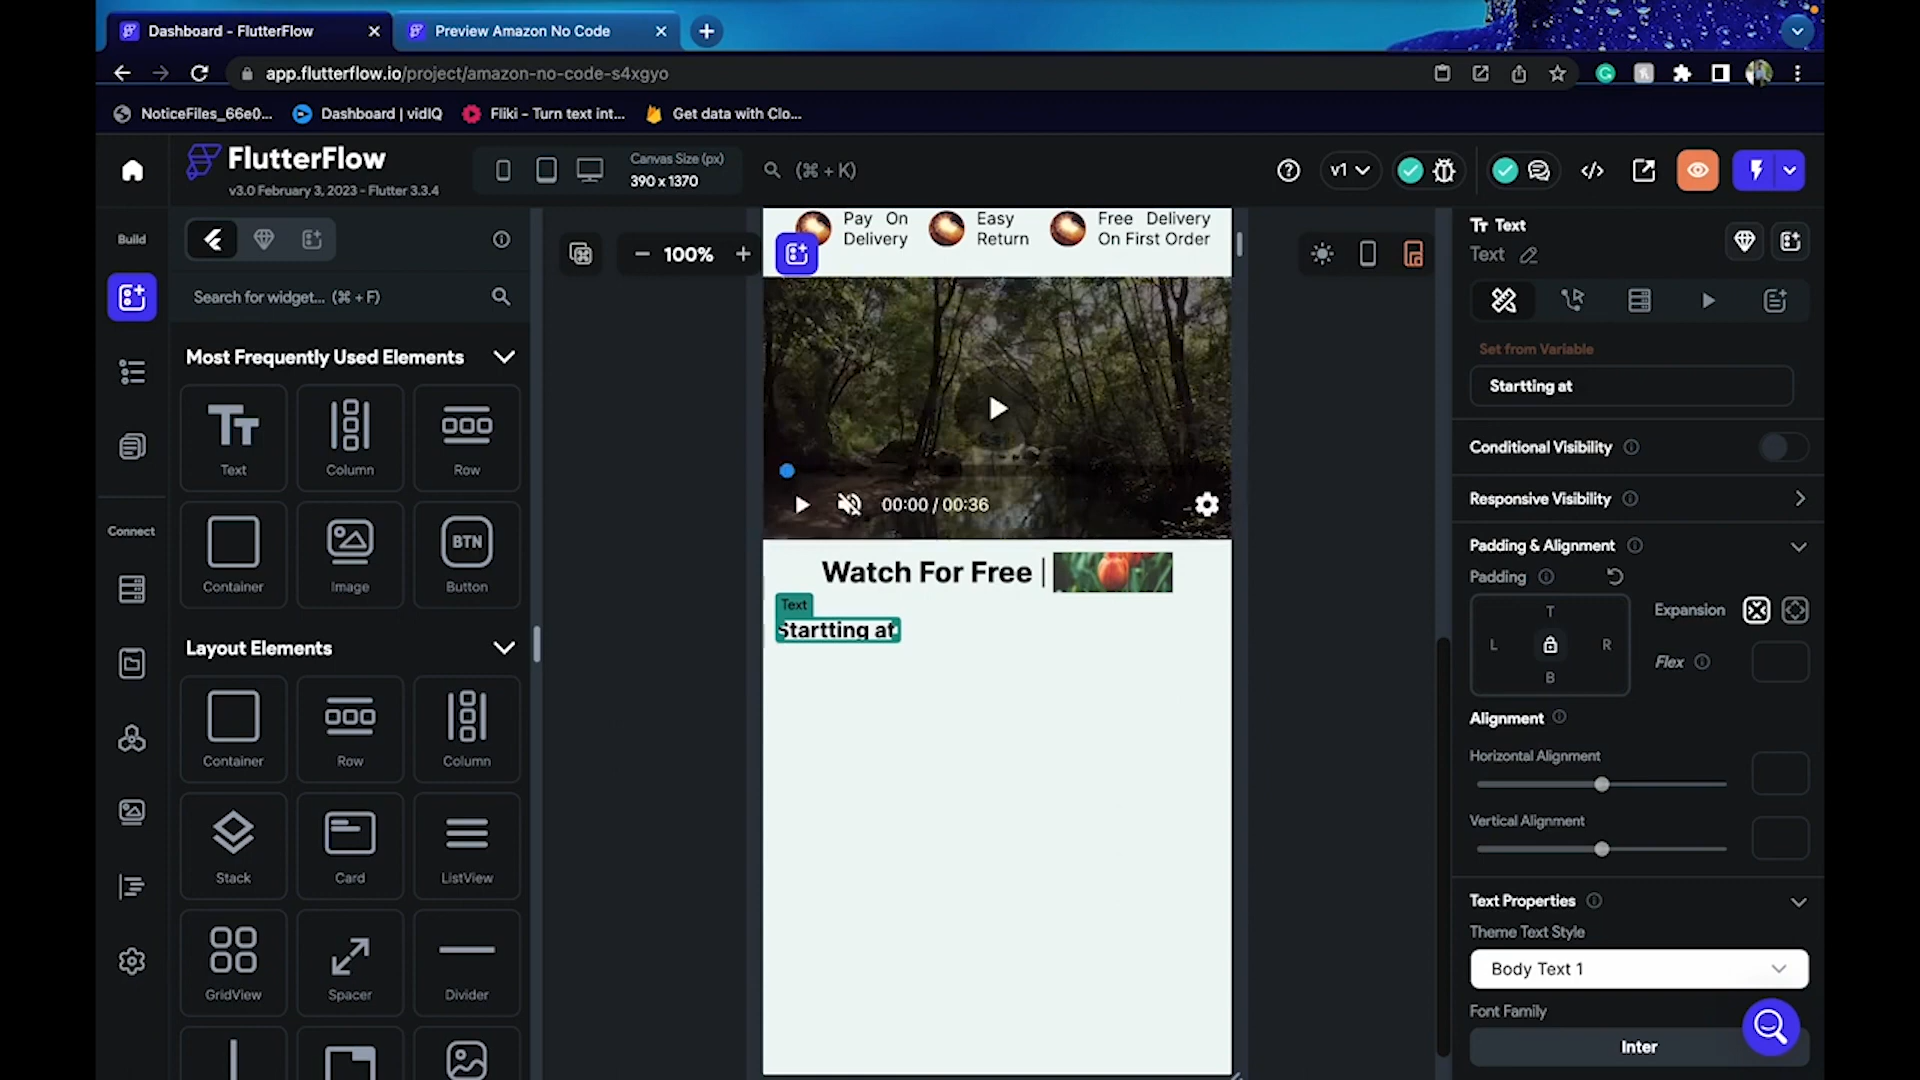 Dashboard - FlutterFlow
Preview Amazon No Code
app.flutterflow.io/project/amazon-no-code-s4xgyo
NoticeFiles_66e0...
Dashboard | vidIQ
Fliki - Turn text int...
Get data with Clo...
FlutterFlow
v3.0 February 3, 2023 - Flutter 3.3.4
Canvas Size (px)
390 x 1370
(⌘ + K)
v1
Build
Search for widget... (⌘ + F)
Most Frequently Used Elements
Text
Column
Row
Container
Image
BTN
Button
Connect
Layout Elements
Container
Row
Column
Stack
Card
ListView
GridView
Spacer
Divider
100%
Pay On
Delivery
Easy
Return
Free Delivery
On First Order
00:00 / 00:36
Watch For Free |
Text
Startting at
Text
Text
Set from Variable
Startting at
Conditional Visibility
Responsive Visibility
Padding & Alignment
Padding
T
L
R
B
Expansion
Flex
Alignment
Horizontal Alignment
Vertical Alignment
Text Properties
Theme Text Style
Body Text 1
Font Family
Inter